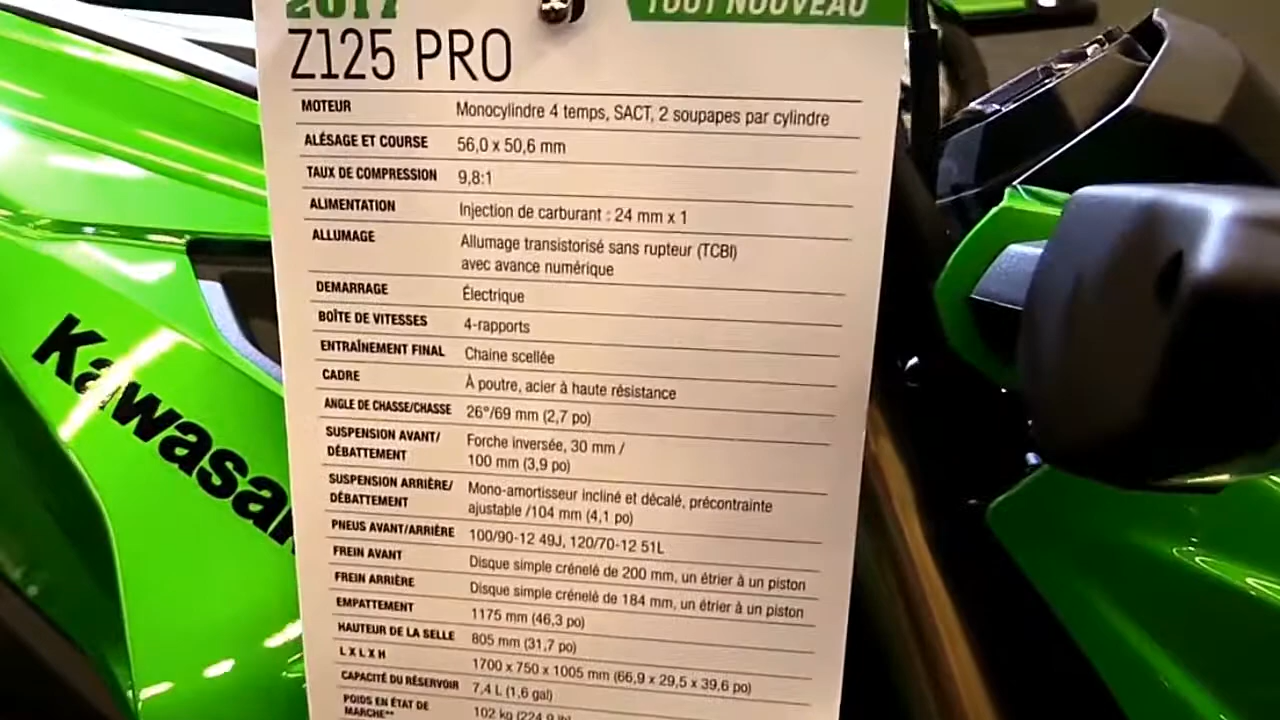 2017
TOUT NOUVEAU
Z125 PRO
MOTEUR Monocylindre 4 temps, SACT, 2 soupapes par cylindre
ALÉSAGE ET COURSE 56,0 x 50,6 mm
TAUX DE COMPRESSION 9,8:1
ALIMENTATION Injection de carburant : 24 mm x 1
ALLUMAGE Allumage transistorisé sans rupteur (TCBI)
avec avance numérique
DEMARRAGE Électrique
BOÎTE DE VITESSES 4-rapports
ENTRAÎNEMENT FINAL Chaine scellée
CADRE À poutre, acier à haute résistance
ANGLE DE CHASSE/CHASSE 26°/69 mm (2,7 po)
SUSPENSION AVANT/ Forche inversée, 30 mm /
DÉBATTEMENT 100 mm (3,9 po)
SUSPENSION ARRIÈRE/ Mono-amortisseur incliné et décalé, précontrainte
DÉBATTEMENT ajustable /104 mm (4,1 po)
PNEUS AVANT/ARRIÈRE 100/90-12 49J, 120/70-12 51L
FREIN AVANT Disque simple crénelé de 200 mm, un étrier à un piston
FREIN ARRIÈRE Disque simple crénelé de 184 mm, un étrier à un piston
EMPATTEMENT 1175 mm (46,3 po)
HAUTEUR DE LA SELLE 805 mm (31,7 po)
L X L X H 1700 x 750 x 1005 mm (66,9 x 29,5 x 39,6 po)
CAPACITÉ DU RÉSERVOIR 7,4 L (1,6 gal)
POIDS EN ÉTAT DE 102 kg (224,9 lb)
MARCHE**
Kawasa